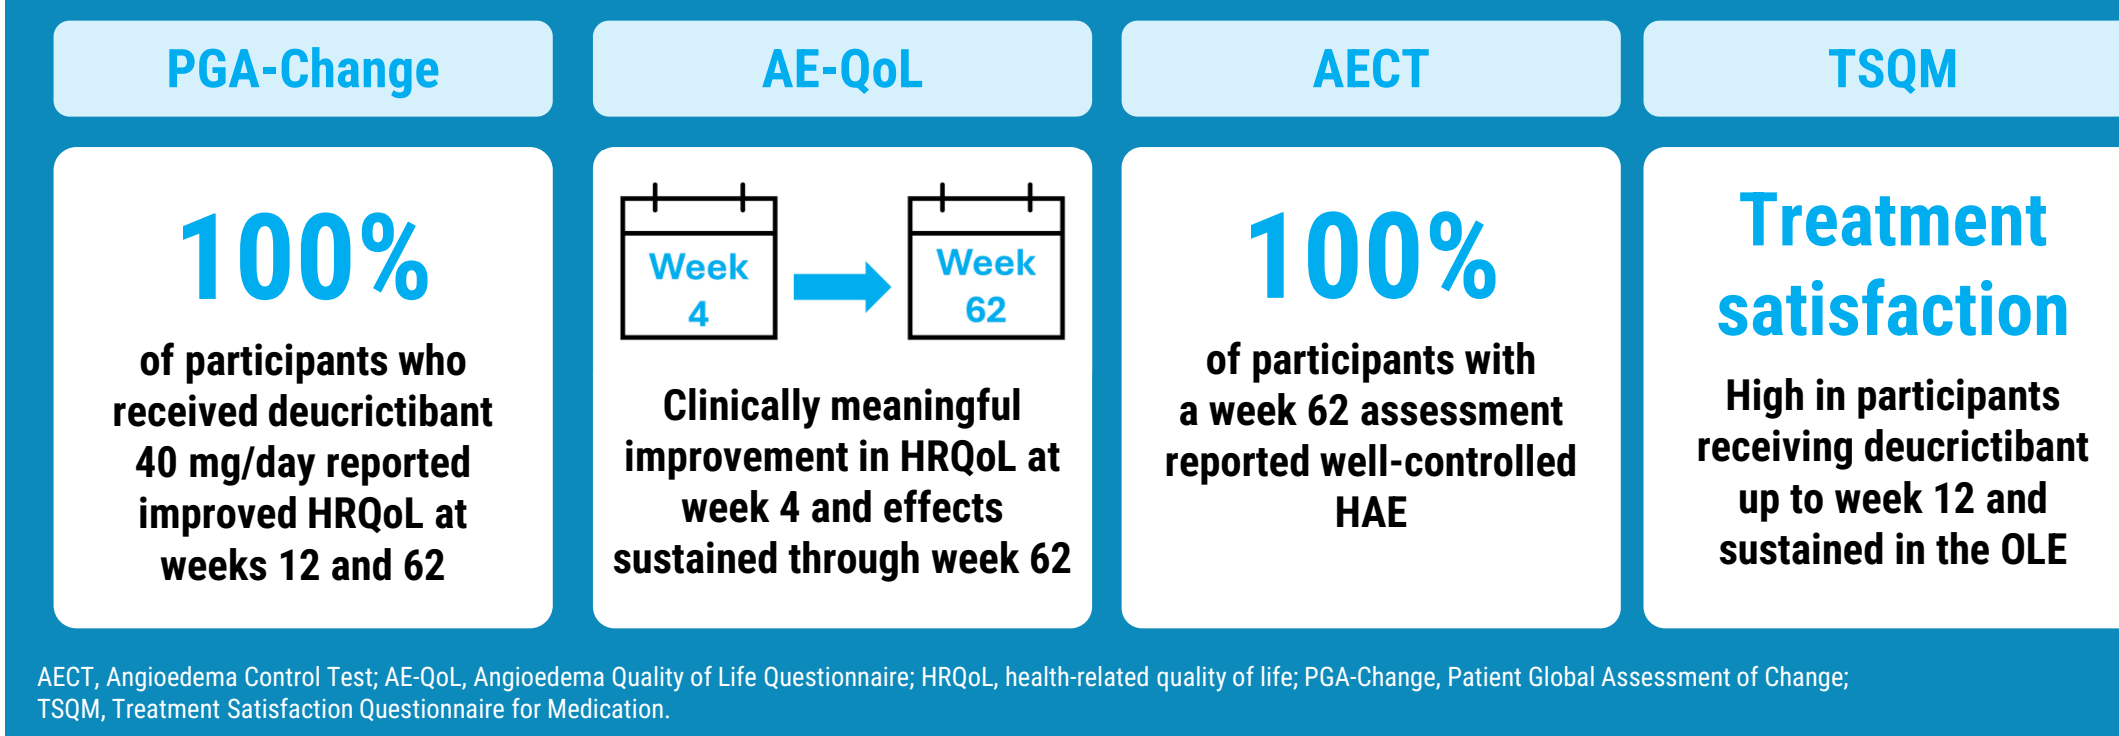 PGA-Change
100%
of participants who
received deucrictibant
40 mg/day reported
improved HRQoL at
weeks 12 and 62
AE-QoL
Week
4
Week
62
Clinically meaningful
improvement in HRQoL at
week 4 and effects
sustained through week 62
AECT
100%
of participants with
a week 62 assessment
reported well-controlled
HAE
TSQM
Treatment
satisfaction
High in participants
receiving deucrictibant
up to week 12 and
sustained in the OLE
AECT, Angioedema Control Test; AE-QoL, Angioedema Quality of Life Questionnaire; HRQoL, health-related quality of life; PGA-Change, Patient Global Assessment of Change;
TSQM, Treatment Satisfaction Questionnaire for Medication.